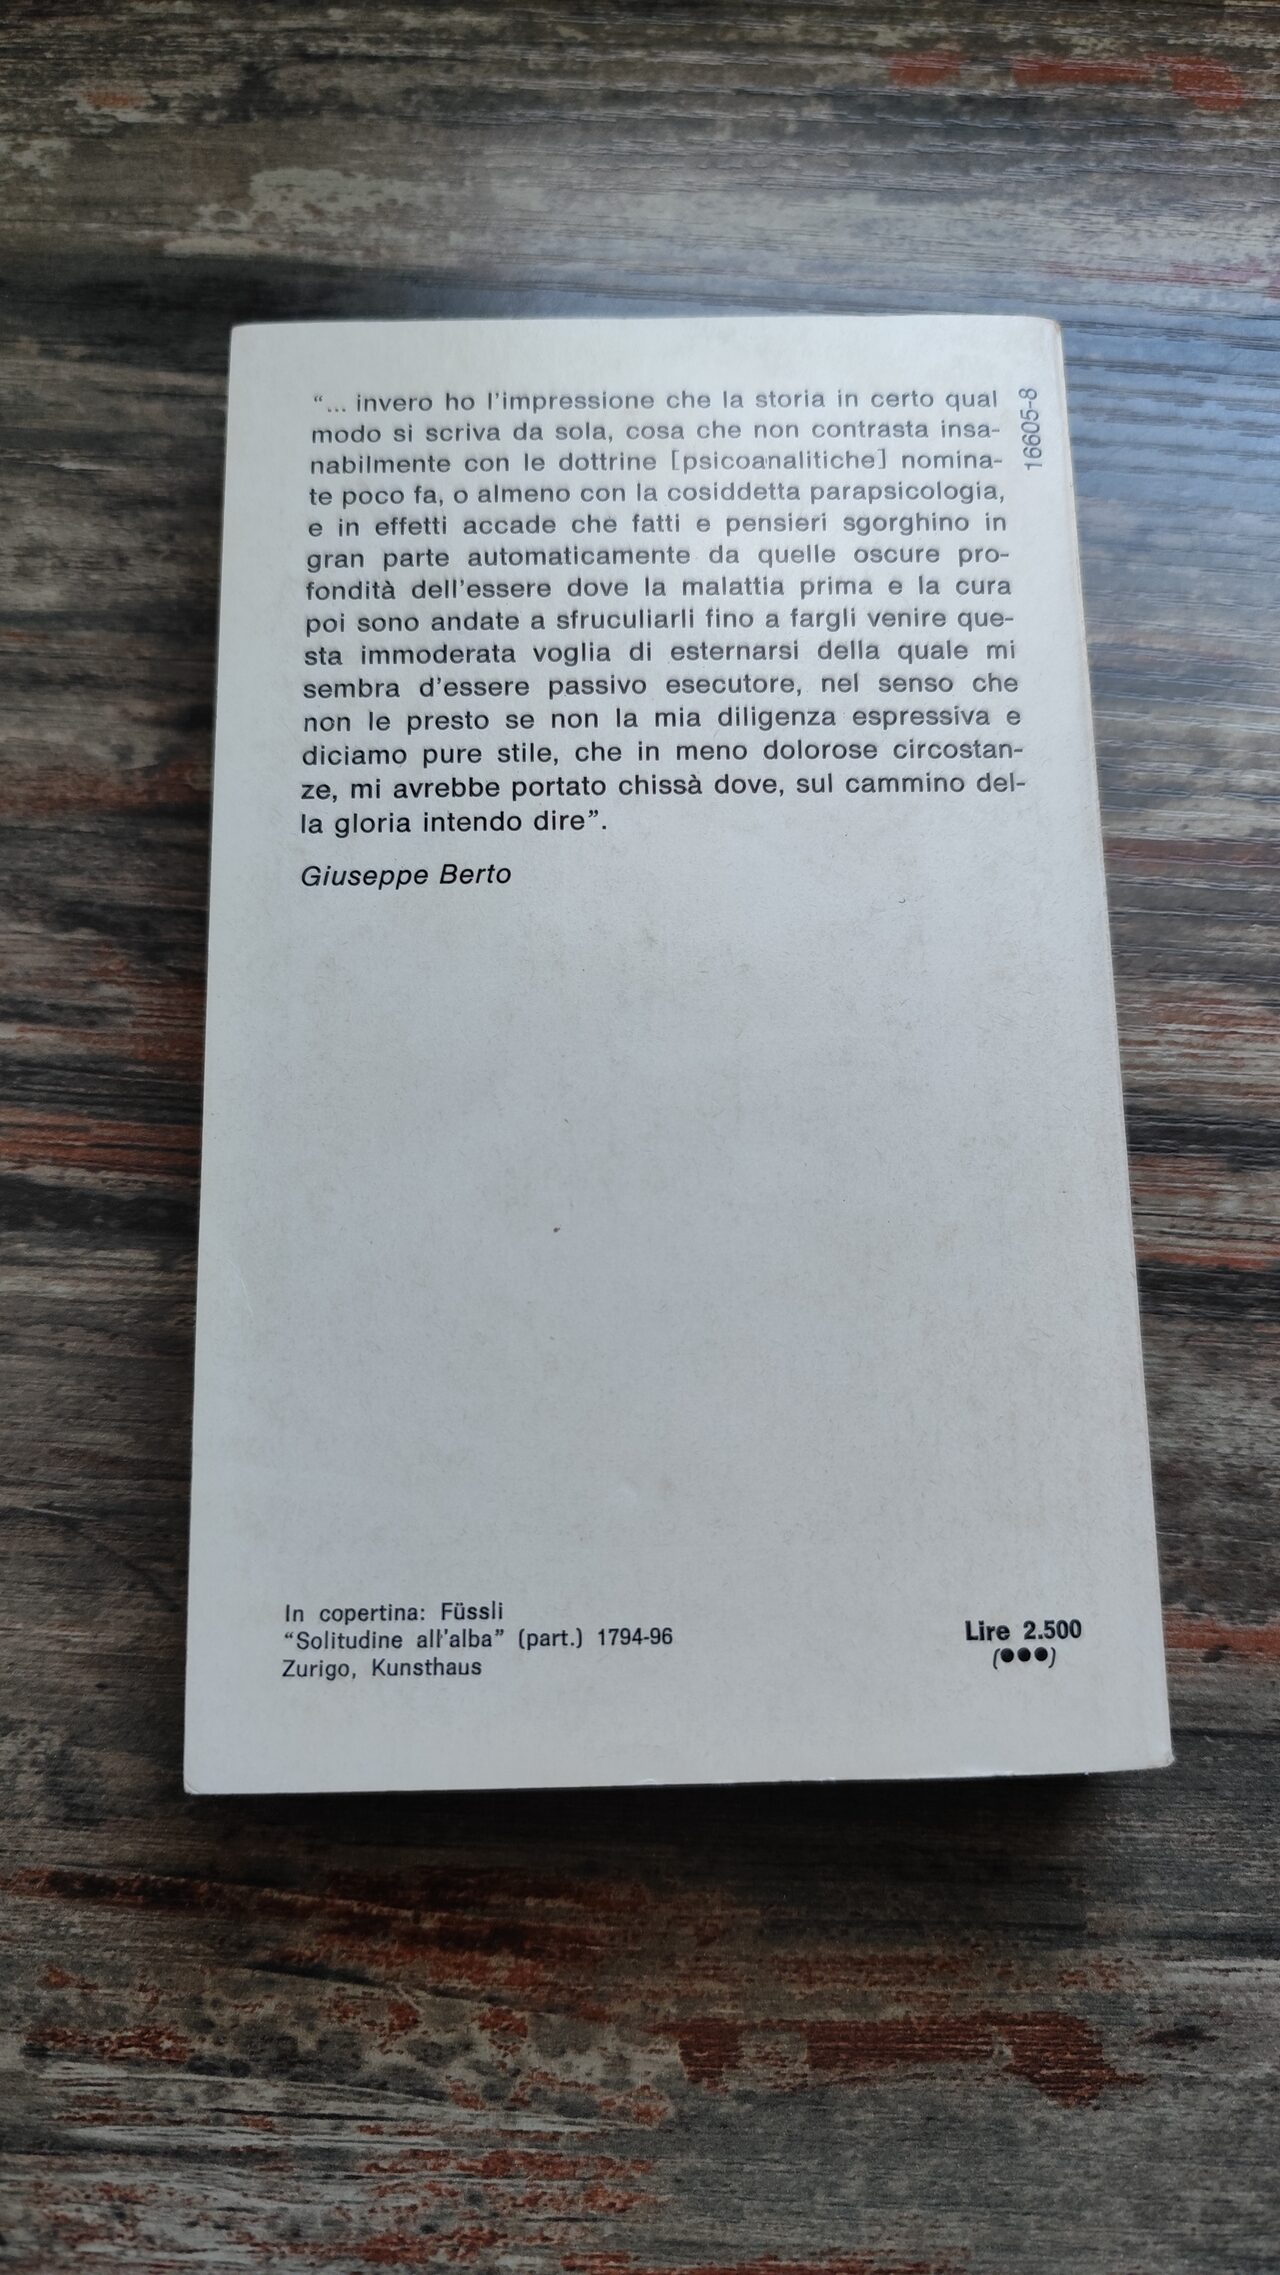 “... invero ho l’impressione che la storia in certo qual
modo si scriva da sola, cosa che non contrasta insa-
nabilmente con le dottrine [psicoanalitiche] nomina-
te poco fa, o almeno con la cosiddetta parapsicologia,
e in effetti accade che fatti e pensieri sgorghino in
gran parte automaticamente da quelle oscure pro-
fondità dell’essere dove la malattia prima e la cura
poi sono andate a sfruculiarli fino a fargli venire que-
sta immoderata voglia di esternarsi della quale mi
sembra d’essere passivo esecutore, nel senso che
non le presto se non la mia diligenza espressiva e
diciamo pure stile, che in meno dolorose circostan-
ze, mi avrebbe portato chissà dove, sul cammino del-
la gloria intendo dire”.
Giuseppe Berto
16605-8
In copertina: Füssli
“Solitudine all’alba” (part.) 1794-96
Zurigo, Kunsthaus
Lire 2.500
(●●●)